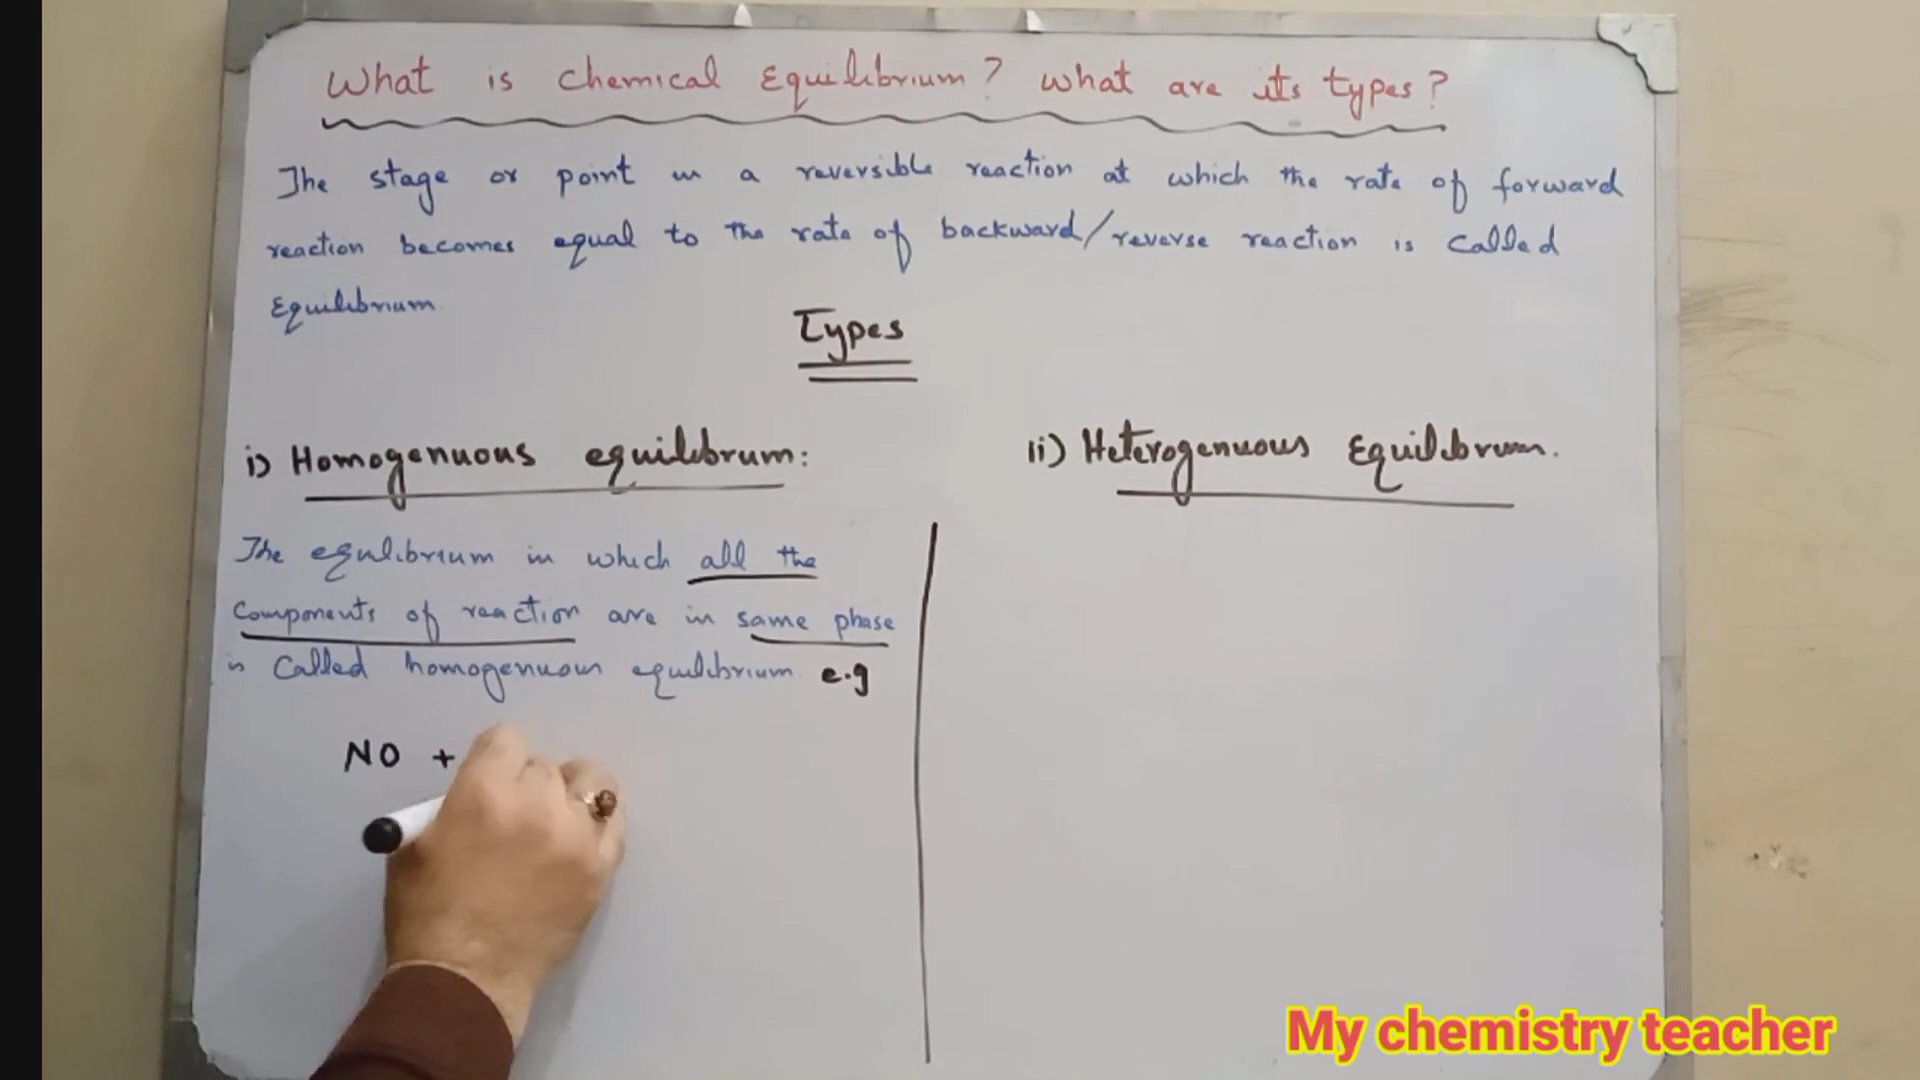 What is chemical Equilibrium? what are its types?
The stage or point in a reversible reaction at which the rate of forward
reaction becomes equal to the rate of backward/reverse reaction is called
Equilibrium
Types
i) Homogenuous equilibrum:
The equlibrium in which all the
components of reaction are in same phase
is called homogenuous equilibrium e.g
NO +
ii) Heterogenuous Equilibrum.
My chemistry teacher